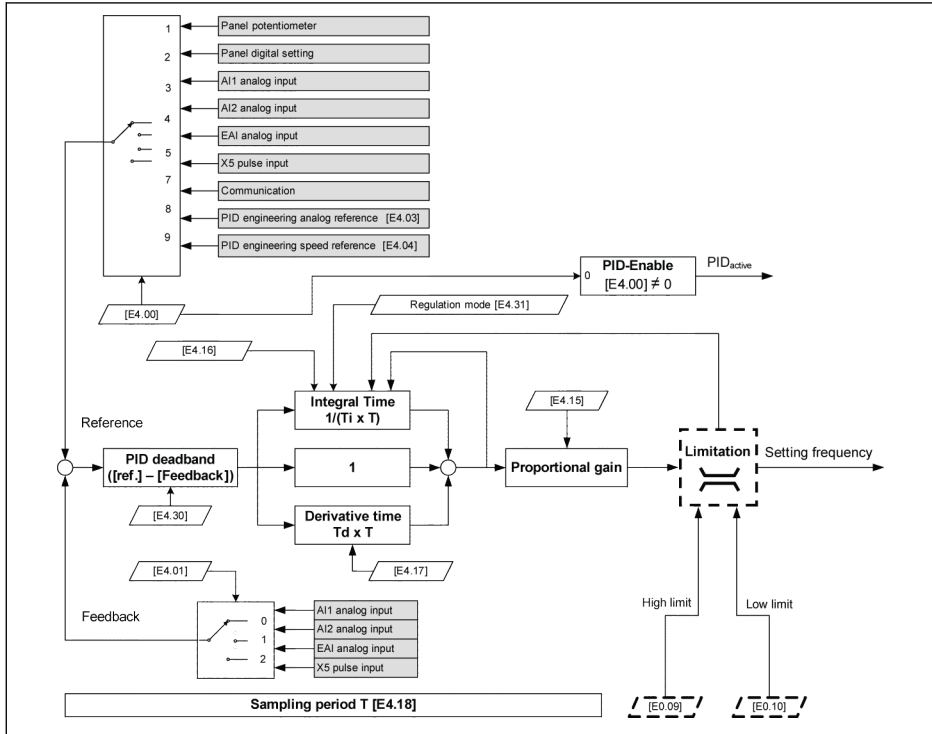 1 Panel potentiometer
2 Panel digital setting
3 AI1 analog input
4 AI2 analog input
EAI analog input
5 X5 pulse input
7 Communication
8 PID engineering analog reference [E4.03]
9 PID engineering speed reference [E4.04]
[E4.00]
0 PID-Enable
[E4.00] ≠ 0
PIDactive
Regulation mode [E4.31]
[E4.16]
Integral Time
1/(Ti x T)
[E4.15]
Reference
PID deadband
([ref.] – [Feedback])
1
Proportional gain
Limitation
Setting frequency
[E4.30]
Derivative time
Td x T
[E4.17]
[E4.01]
Feedback
0
1
2
AI1 analog input
AI2 analog input
EAI analog input
X5 pulse input
High limit
Low limit
Sampling period T [E4.18]
[E0.09]
[E0.10]